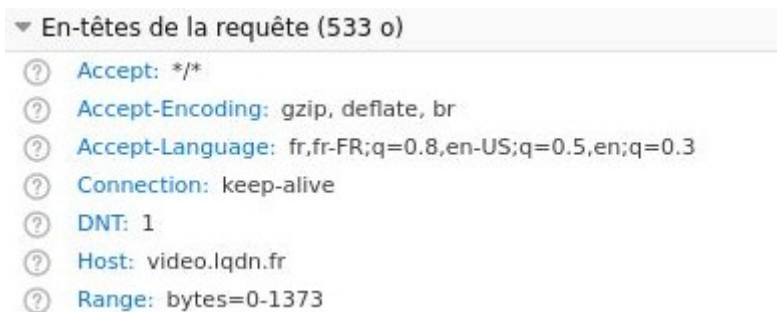 En-têtes de la requête (533 o)
Accept: */*
Accept-Encoding: gzip, deflate, br
Accept-Language: fr,fr-FR;q=0.8,en-US;q=0.5,en;q=0.3
Connection: keep-alive
DNT: 1
Host: video.lqdn.fr
Range: bytes=0-1373